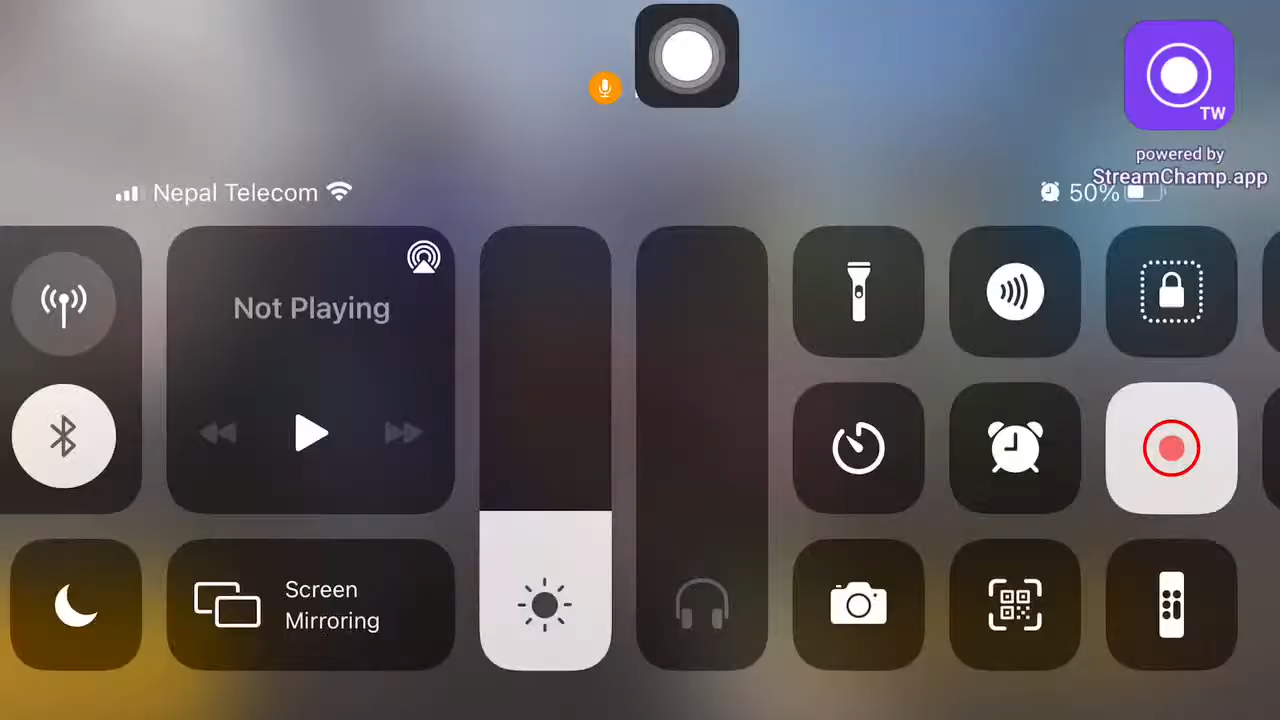 TW
powered by
StreamChamp.app
Nepal Telecom
50%
Not Playing
Screen
Mirroring